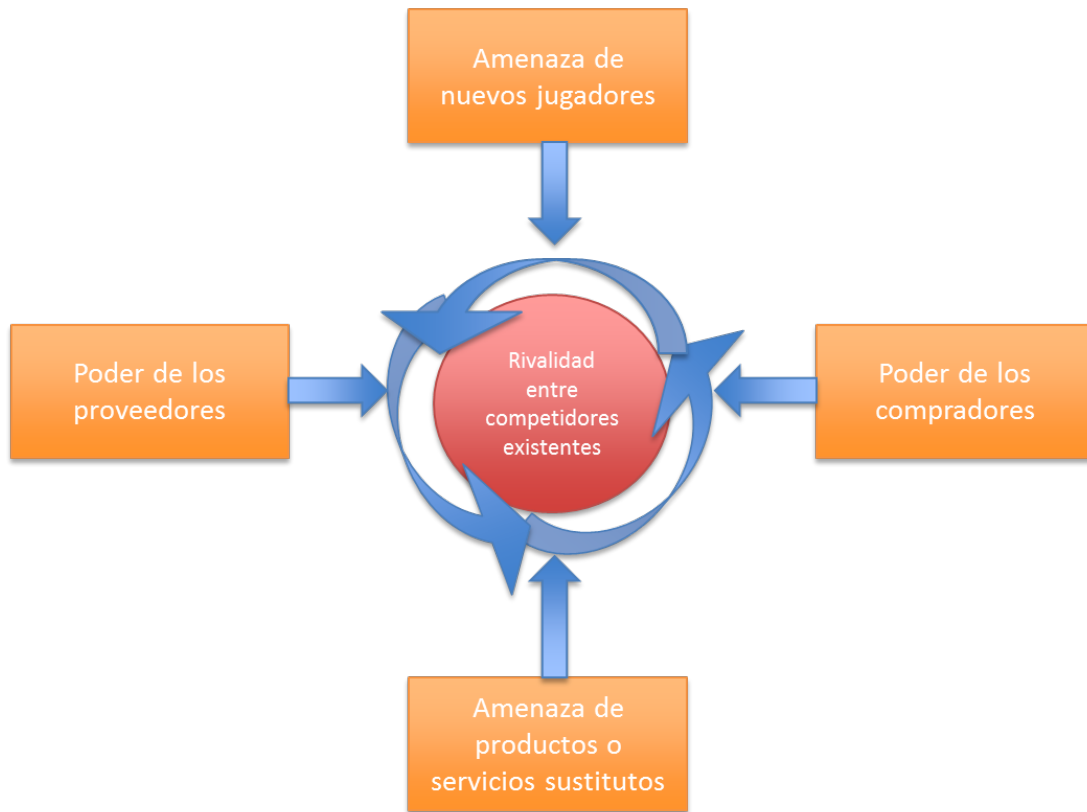 Amenaza de
nuevos jugadores
Poder de los
proveedores
Rivalidad
entre
competidores
existentes
Poder de los
compradores
Amenaza de
productos o
servicios sustitutos